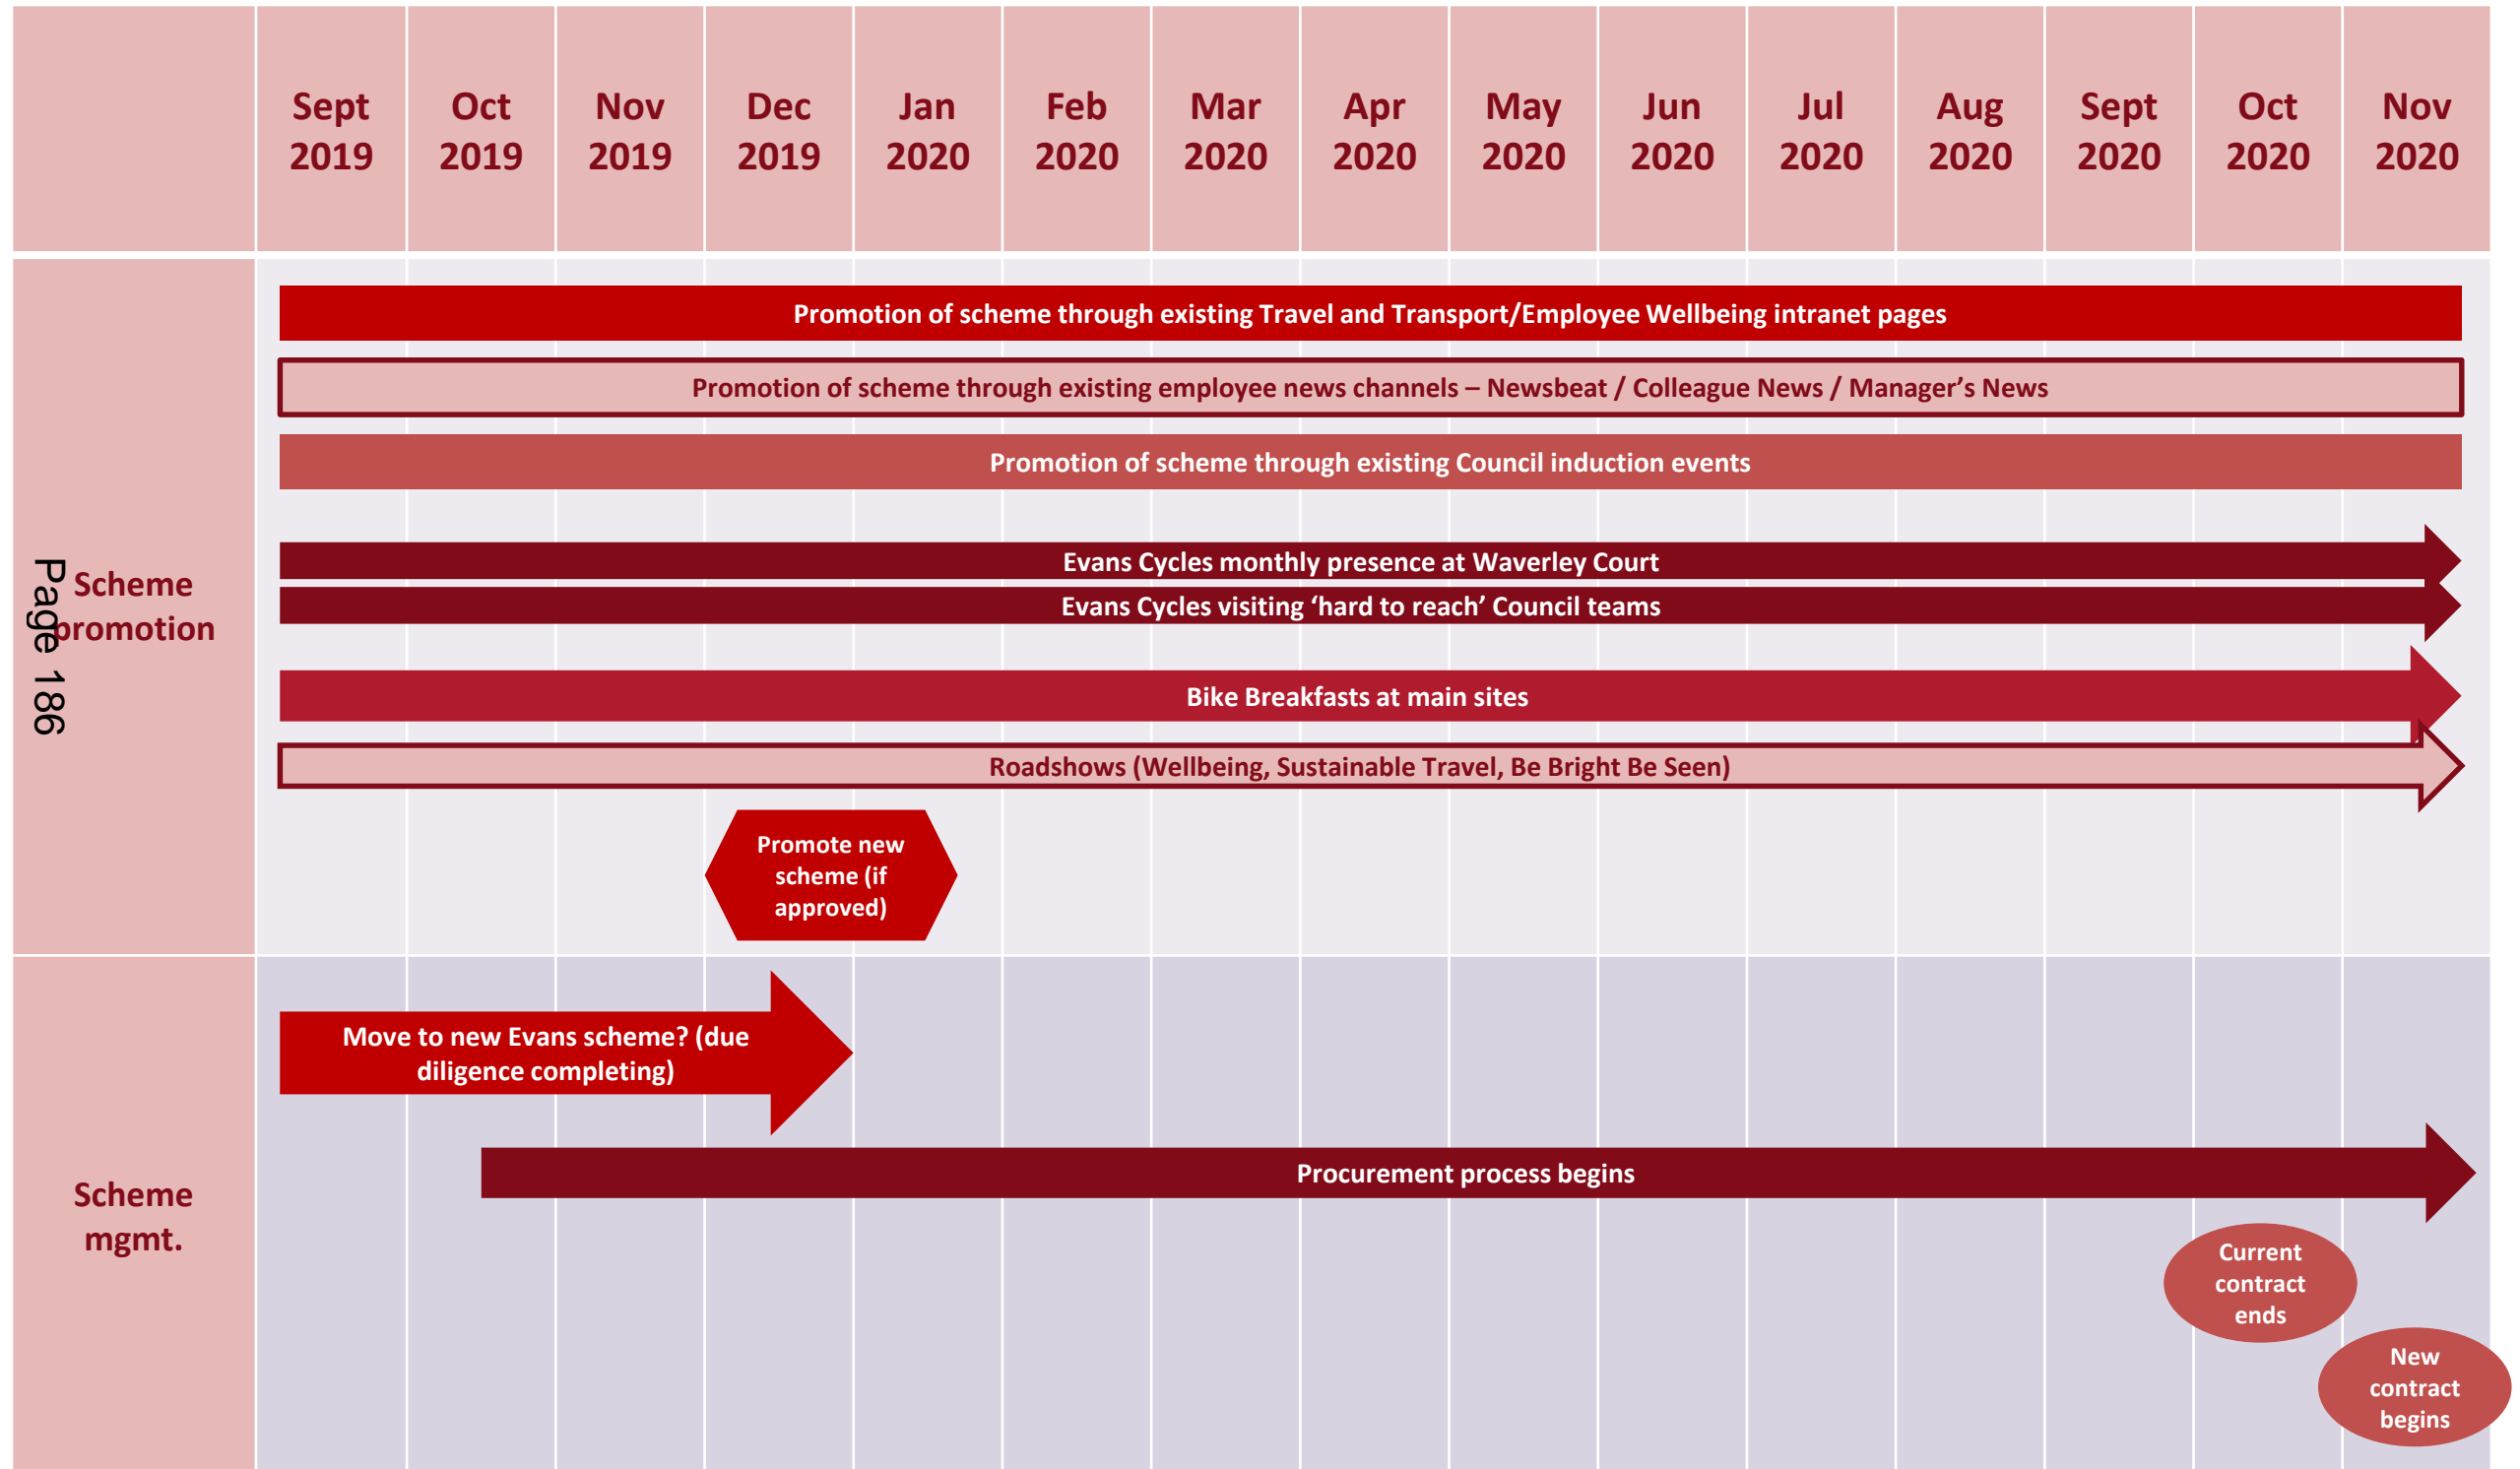 Sept
2019
Oct
2019
Nov
2019
Dec
2019
Jan
2020
Feb
2020
Mar
2020
Apr
2020
May
2020
Jun
2020
Jul
2020
Aug
2020
Sept
2020
Oct
2020
Nov
2020
Scheme
promotion
Page 186
Promotion of scheme through existing Travel and Transport/Employee Wellbeing intranet pages
Promotion of scheme through existing employee news channels – Newsbeat / Colleague News / Manager’s News
Promotion of scheme through existing Council induction events
Evans Cycles monthly presence at Waverley Court
Evans Cycles visiting ‘hard to reach’ Council teams
Bike Breakfasts at main sites
Roadshows (Wellbeing, Sustainable Travel, Be Bright Be Seen)
Promote new
scheme (if
approved)
Scheme
mgmt.
Move to new Evans scheme? (due
diligence completing)
Procurement process begins
Current
contract
ends
New
contract
begins